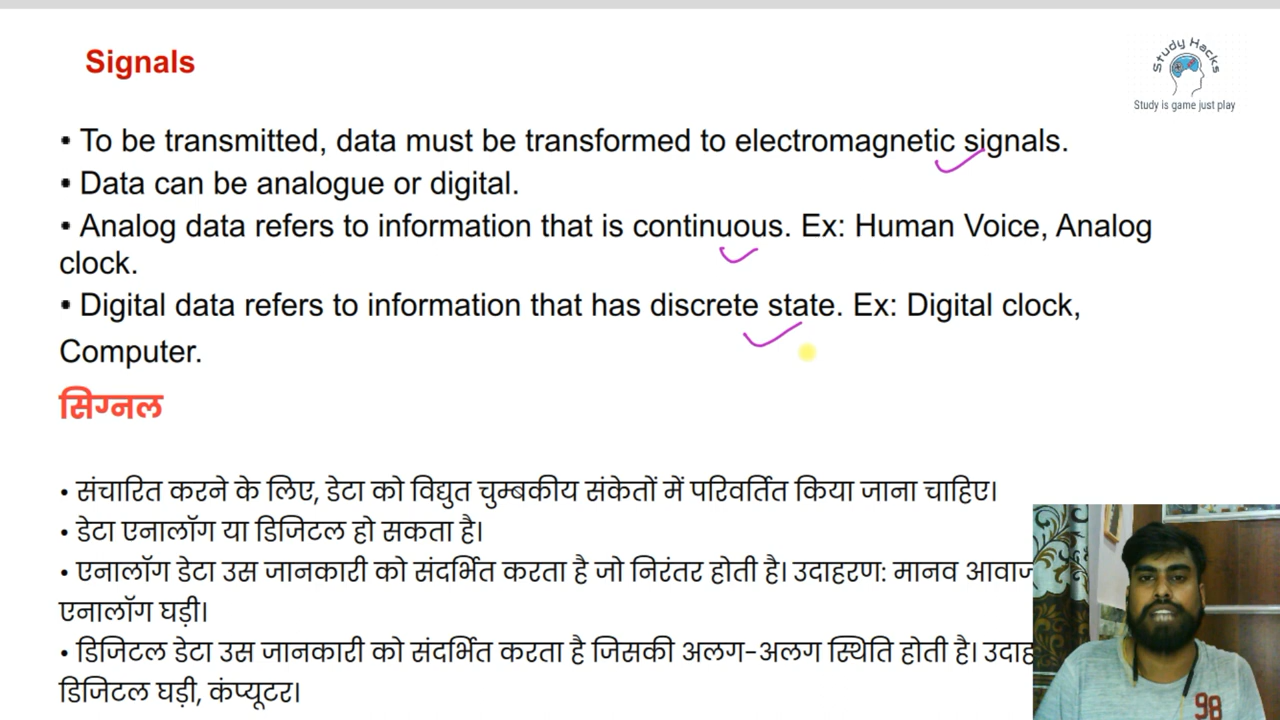 Signals
Study Hacks
Study is game just play
• To be transmitted, data must be transformed to electromagnetic signals.
• Data can be analogue or digital.
• Analog data refers to information that is continuous. Ex: Human Voice, Analog
clock.
• Digital data refers to information that has discrete state. Ex: Digital clock,
Computer.
सिग्नल
• संचारित करने के लिए, डेटा को विद्युत चुम्बकीय संकेतों में परिवर्तित किया जाना चाहिए।
• डेटा एनालॉग या डिजिटल हो सकता है।
• एनालॉग डेटा उस जानकारी को संदर्भित करता है जो निरंतर होती है। उदाहरण: मानव
एनालॉग घड़ी।
• डिजिटल डेटा उस जानकारी को संदर्भित करता है जिसकी अलग-अलग स्थिति होती है।
डिजिटल घड़ी, कंप्यूटर।
98